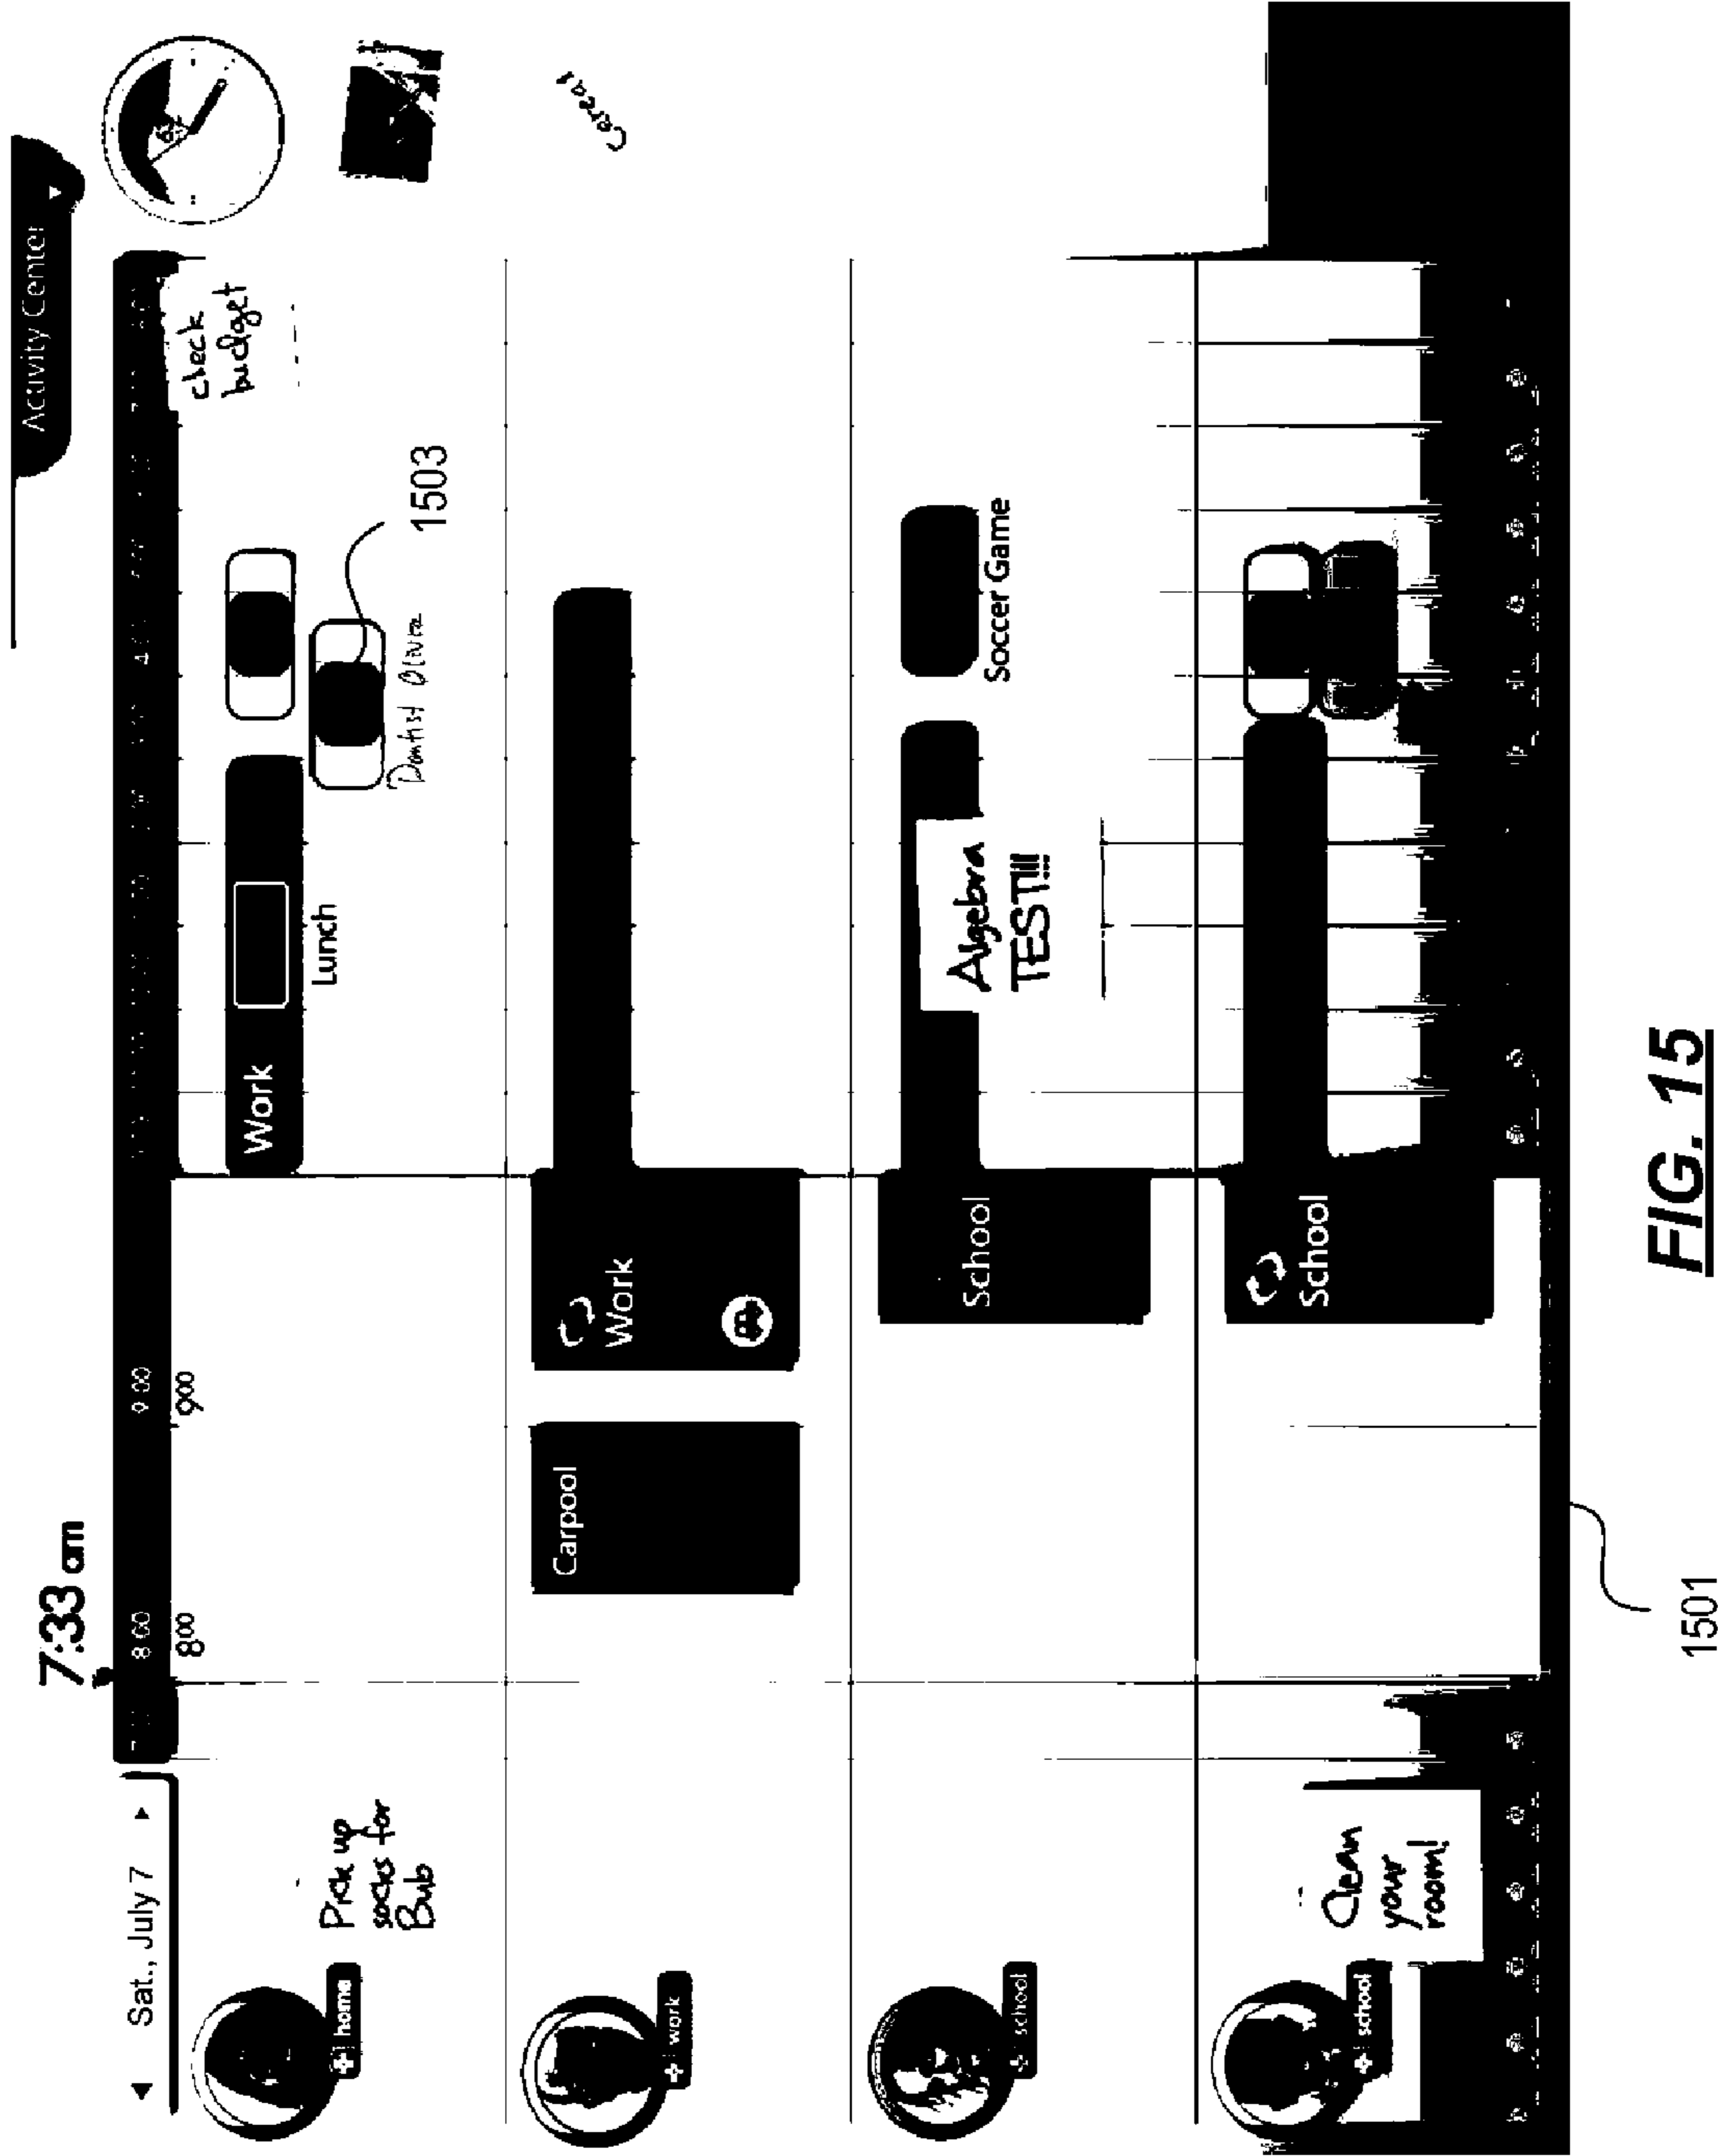 Activity Center
7:33 am
Sat., July 7
8:00
9:00
8⁰⁰
9⁰⁰
check
budget
home
Pick up
socks for
Bub
Work
Lunch
1503
Dentist Olivia
work
Carpool
Work
school
School
Algebra
TEST!!!
Soccer Game
school
Clean
your
room!
School
1501
FIG. 15